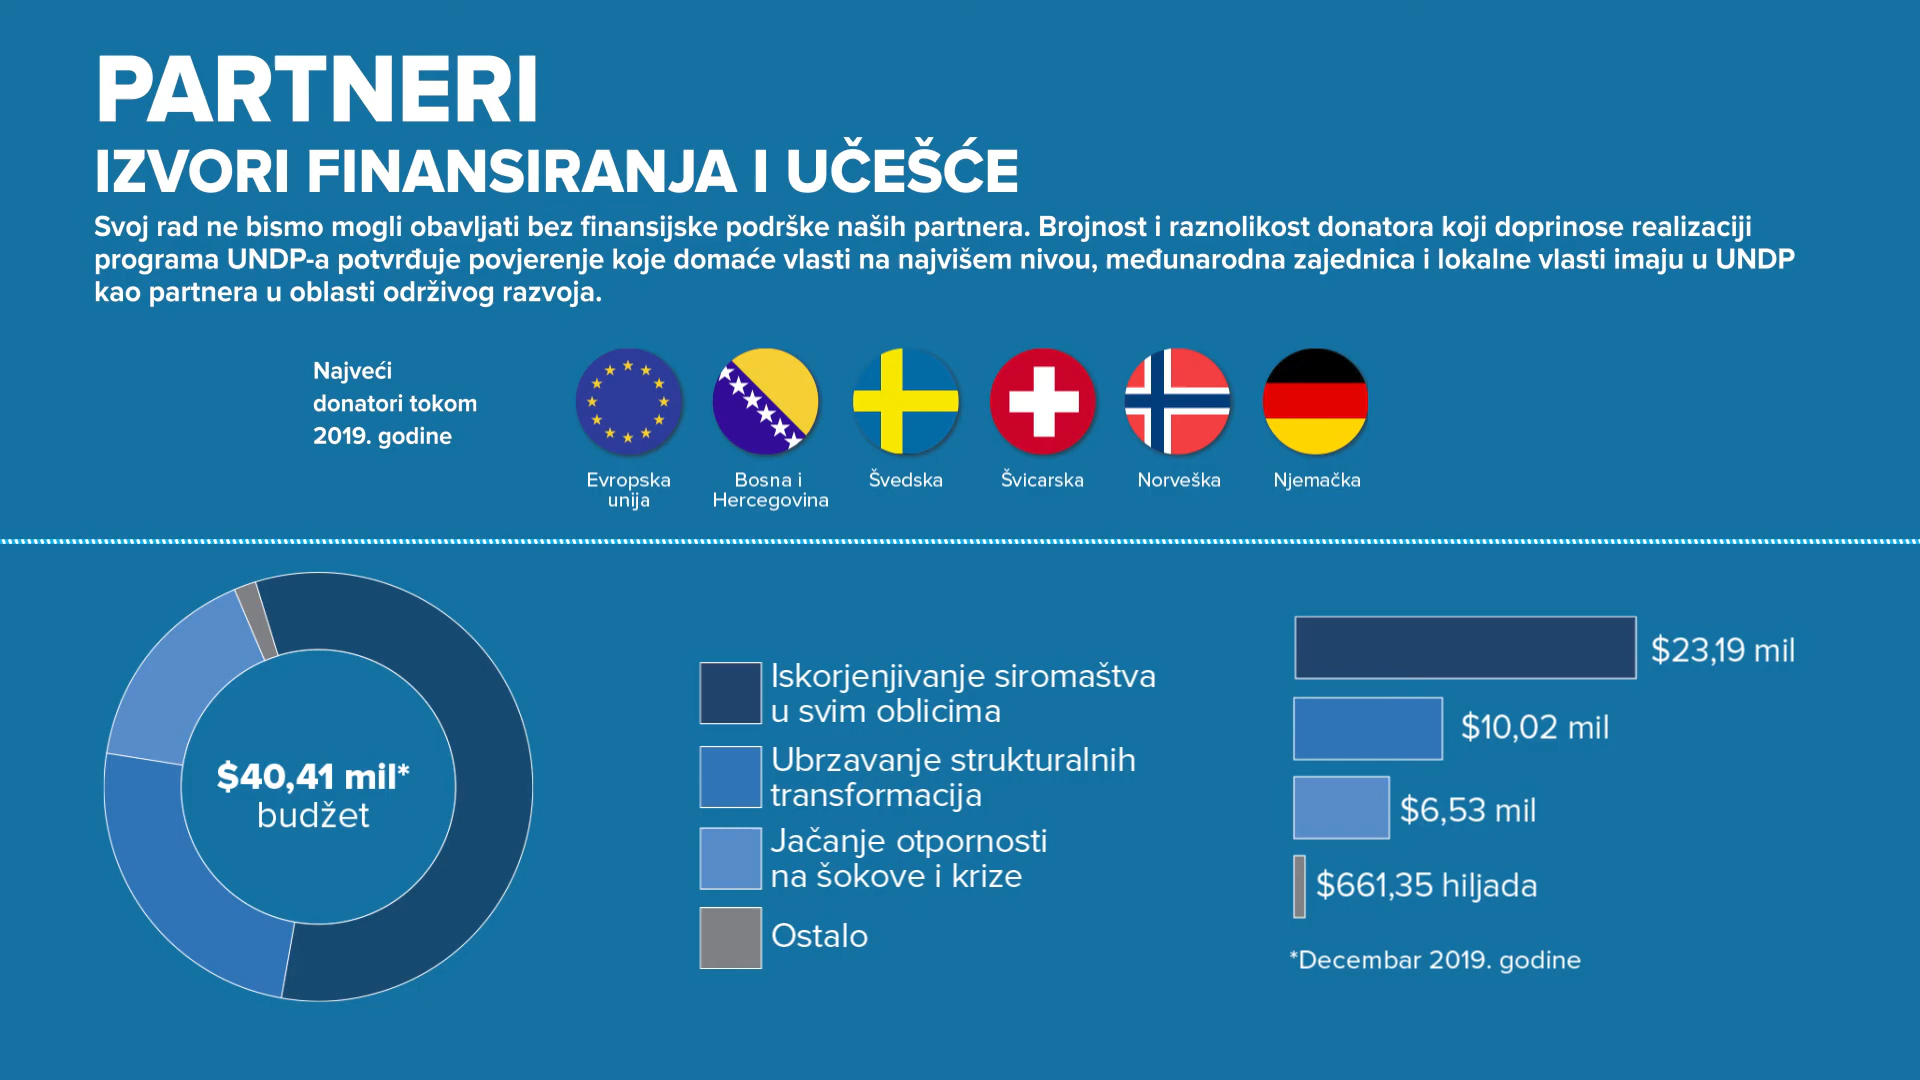 PARTNERI
IZVORI FINANSIRANJA I UČEŠĆE
Svoj rad ne bismo mogli obavljati bez finansijske podrške naših partnera. Brojnost i raznolikost donatora koji doprinose realizaciji
programa UNDP-a potvrđuje povjerenje koje domaće vlasti na najvišem nivou, međunarodna zajednica i lokalne vlasti imaju u UNDP
kao partnera u oblasti održivog razvoja.
Najveći
donatori tokom
2019. godine
Evropska
unija
Bosna i
Hercegovina
Švedska
Švicarska
Norveška
Njemačka
$40,41 mil*
budžet
Iskorjenjivanje siromaštva
u svim oblicima
Ubrzavanje strukturalnih
transformacija
Jačanje otpornosti
na šokove i krize
Ostalo
$23,19 mil
$10,02 mil
$6,53 mil
$661,35 hiljada
*Decembar 2019. godine